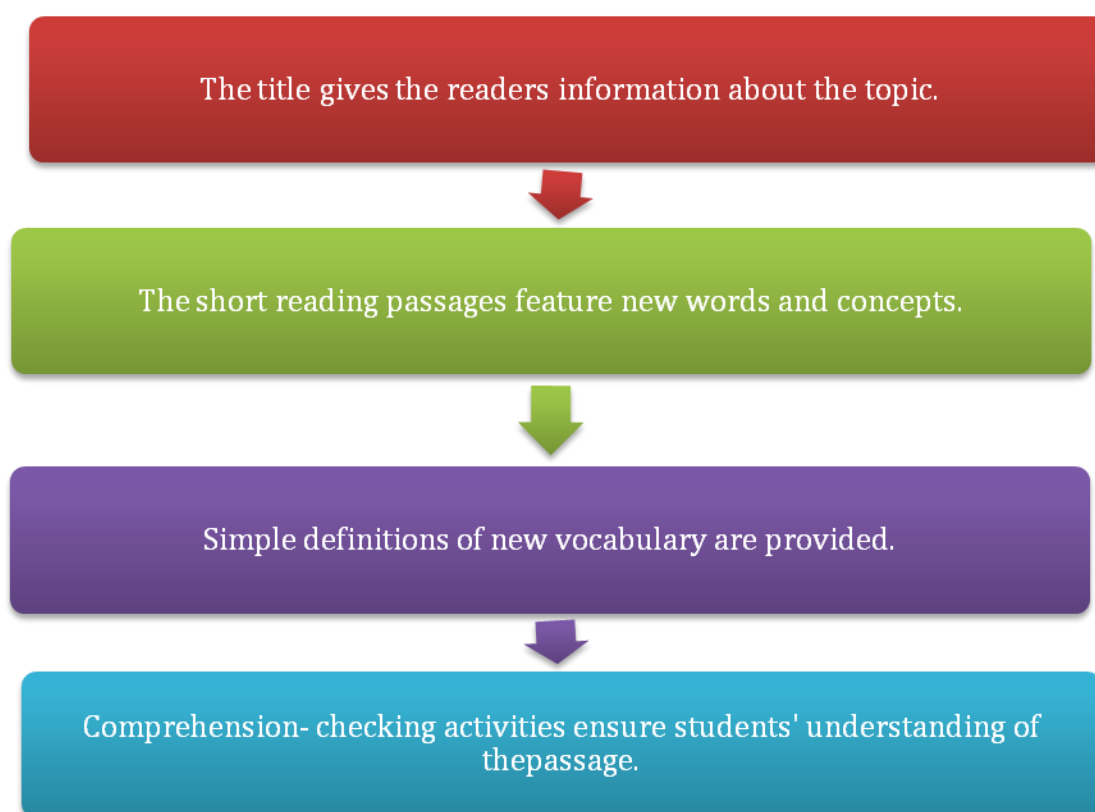 The title gives the readers information about the topic.
The short reading passages feature new words and concepts.
Simple definitions of new vocabulary are provided.
Comprehension- checking activities ensure students' understanding of
thepassage.